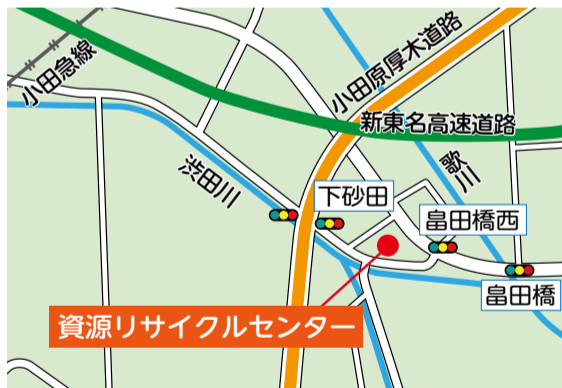 小田急線
小田原厚木道路
新東名高速道路
渋田川
歌川
下砂田
畠田橋西
畠田橋
資源リサイクルセンター